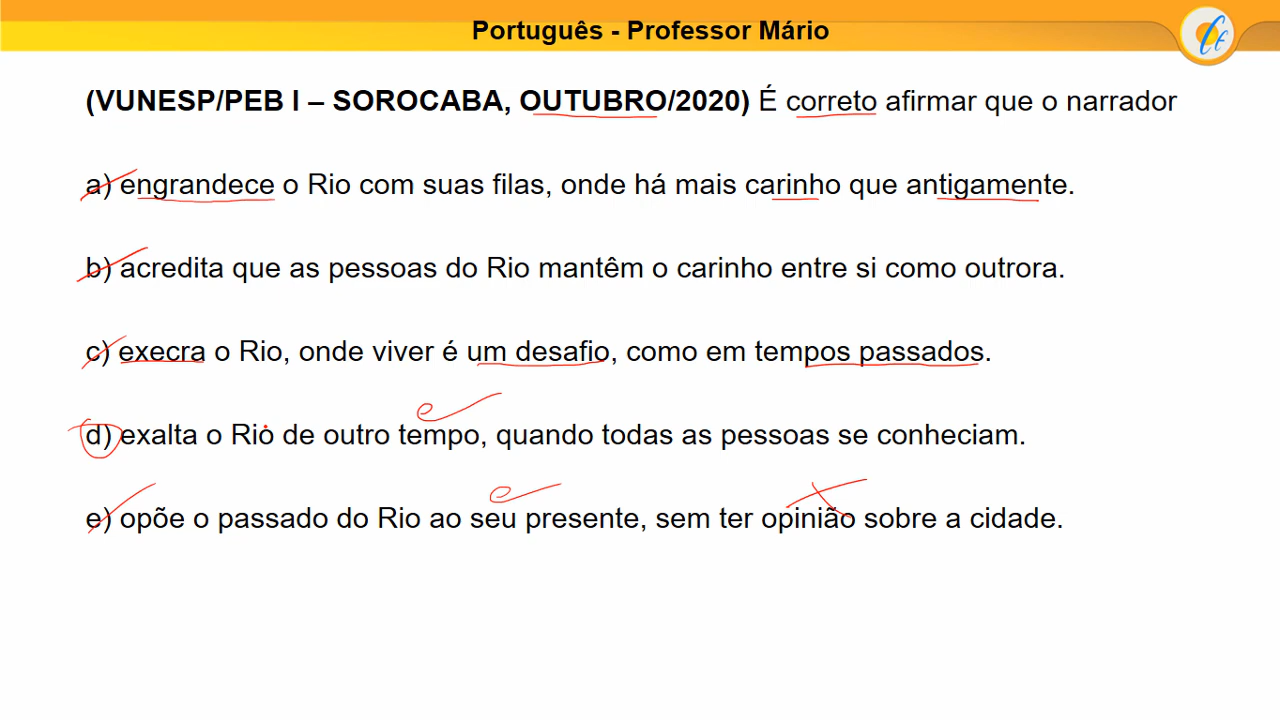 Português - Professor Mário
(VUNESP/PEB I – SOROCABA, OUTUBRO/2020) É correto afirmar que o narrador
a) engrandece o Rio com suas filas, onde há mais carinho que antigamente.
b) acredita que as pessoas do Rio mantêm o carinho entre si como outrora.
c) execra o Rio, onde viver é um desafio, como em tempos passados.
d) exalta o Rio de outro tempo, quando todas as pessoas se conheciam.
e) opõe o passado do Rio ao seu presente, sem ter opinião sobre a cidade.